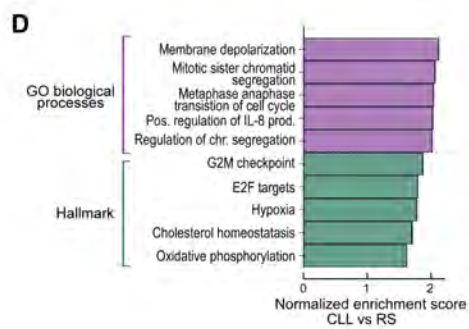 D
GO biological
processes
Membrane depolarization
Mitotic sister chromatid
segregation
Metaphase anaphase
transistion of cell cycle
Pos. regulation of IL-8 prod.
Regulation of chr. segregation
Hallmark
G2M checkpoint
E2F targets
Hypoxia
Cholesterol homeostatasis
Oxidative phosphorylation
0 1 2
Normalized enrichment score
CLL vs RS